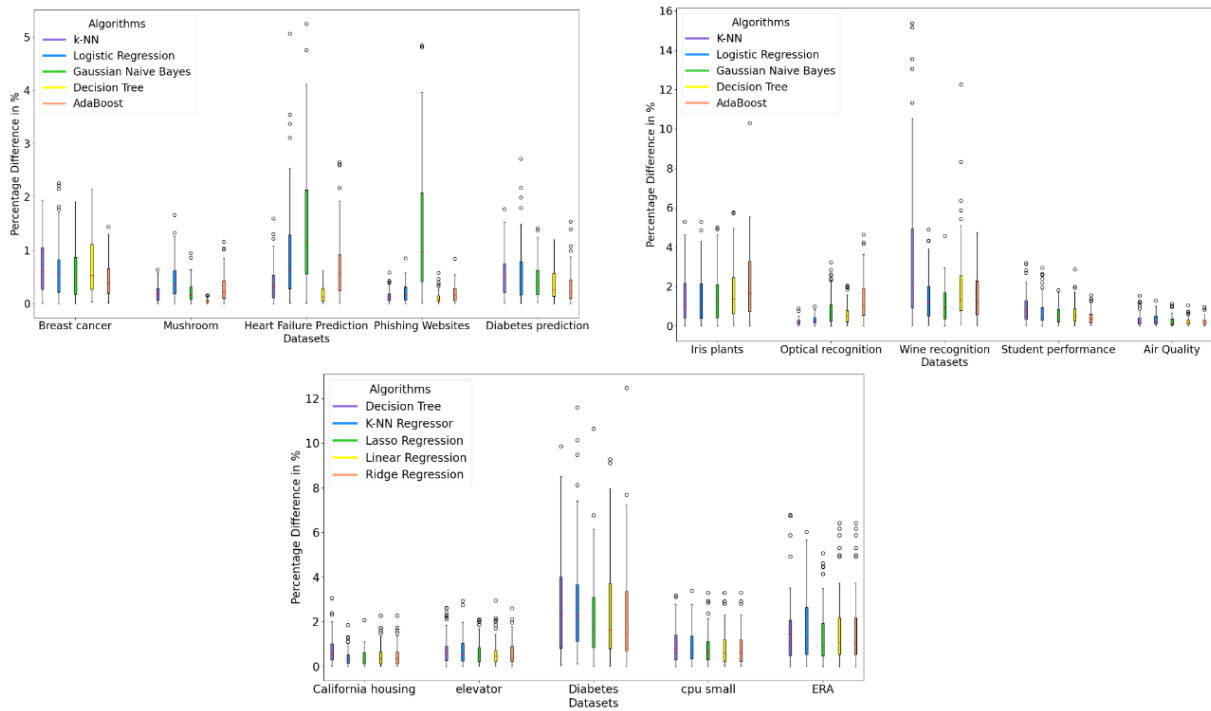 Algorithms
k-NN
Logistic Regression
Gaussian Naive Bayes
Decision Tree
AdaBoost
Percentage Difference in %
5
4
3
2
1
0
Breast cancer
Mushroom
Heart Failure Prediction
Phishing Websites
Diabetes prediction
Datasets
Algorithms
K-NN
Logistic Regression
Gaussian Naive Bayes
Decision Tree
AdaBoost
Percentage Difference in %
16
14
12
10
8
6
4
2
0
Iris plants
Optical recognition
Wine recognition
Student performance
Air Quality
Datasets
Algorithms
Decision Tree
K-NN Regressor
Lasso Regression
Linear Regression
Ridge Regression
Percentage Difference in %
12
10
8
6
4
2
0
California housing
elevator
Diabetes
cpu small
ERA
Datasets